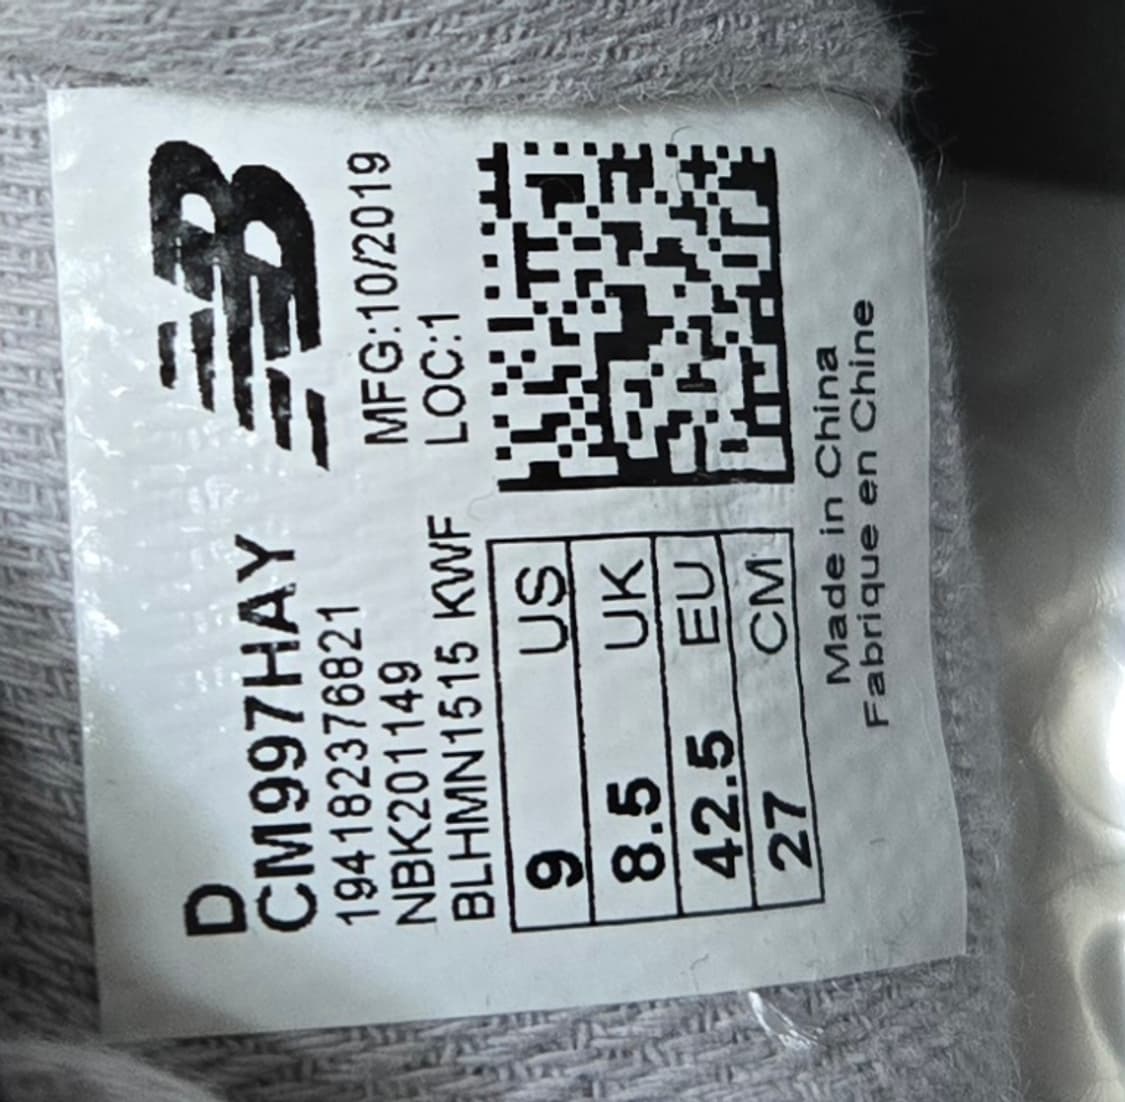 D
CM997HAY
194182376821
NBK201149
BLHMN1515 KWF
NB
MFG:10/2019
LOC:1
9 US
8.5 UK
42.5 EU
27 CM
Made in China
Fabrique en Chine